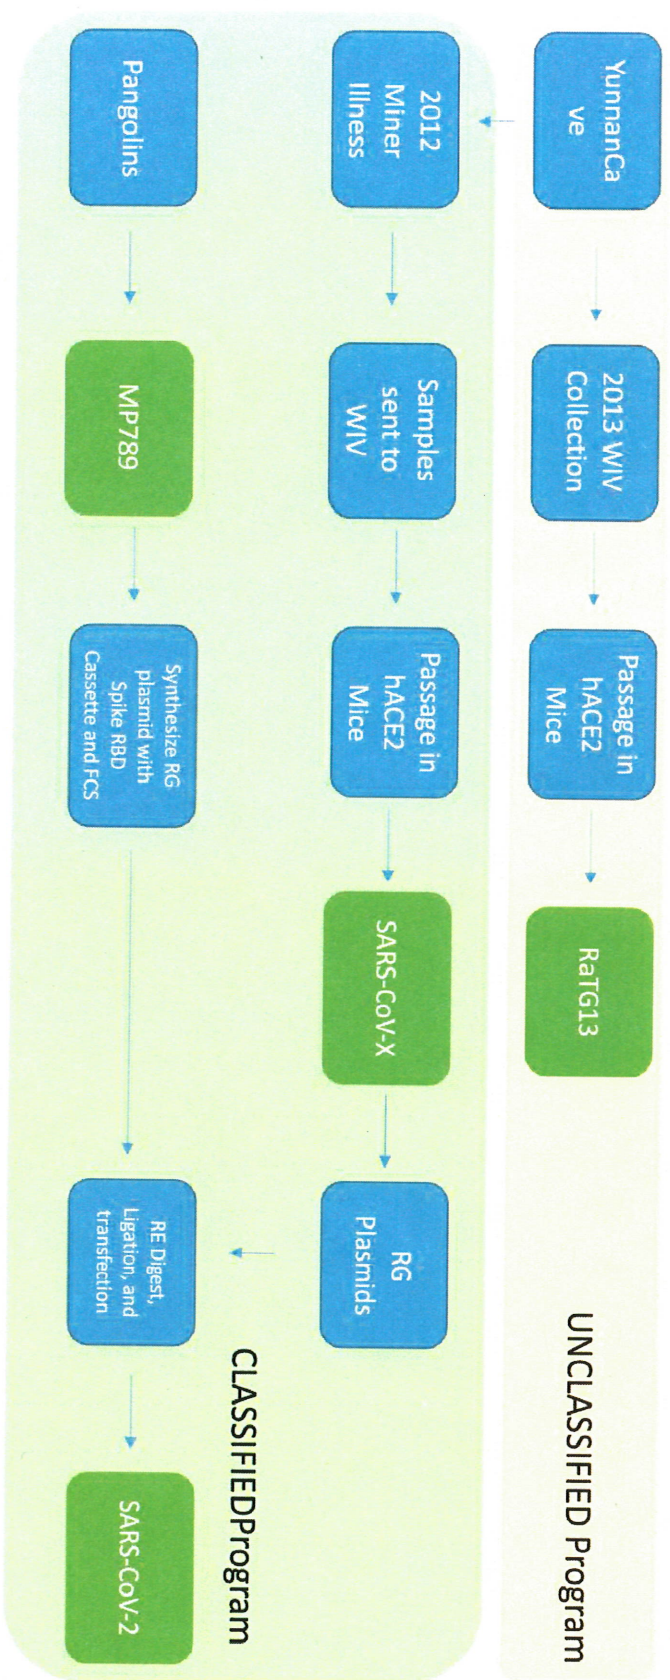 YunnanCa
ve
2013 WIV
Collection
Passage in
hACE2
Mice
RaTG13
UNCLASSIFIED Program
2012
Miner
Illness
Samples
sent to
WIV
Passage in
hACE2
Mice
SARS-CoV-X
RG
Plasmids
CLASSIFIEDProgram
Pangolins
MP789
Synthesize RG
plasmid with
Spike RBD
Cassette and FCS
RE Digest,
Ligation, and
transfection
SARS-CoV-2